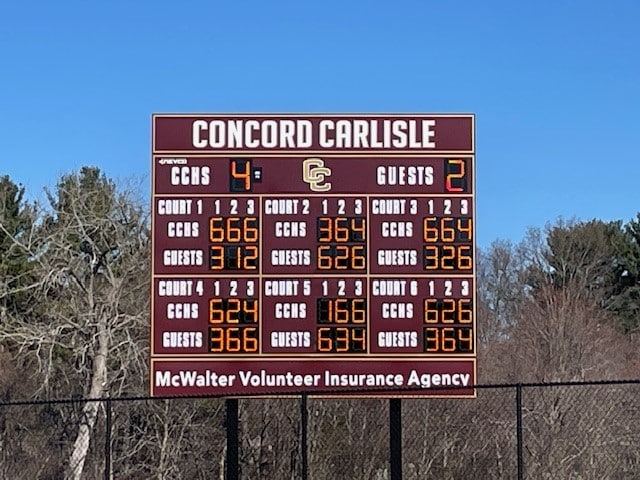 CONCORD CARLISLE
NEVCO
CCHS 4 CC GUESTS 2
COURT 1 1 2 3 COURT 2 1 2 3 COURT 3 1 2 3
CCHS 666 CCHS 364 CCHS 664
GUESTS 312 GUESTS 626 GUESTS 326
COURT 4 1 2 3 COURT 5 1 2 3 COURT 6 1 2 3
CCHS 624 CCHS 166 CCHS 626
GUESTS 366 GUESTS 634 GUESTS 364
McWalter Volunteer Insurance Agency